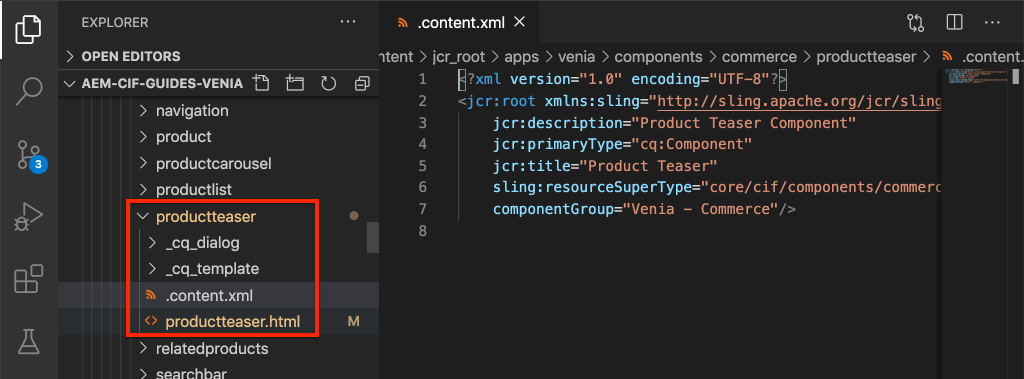 EXPLORER
OPEN EDITORS
AEM-CIF-GUIDES-VENIA
navigation
product
productcarousel
productlist
productteaser
_cq_dialog
_cq_template
.content.xml
productteaser.html M
relatedproducts
searchbar
3
.content.xml
ntent > jcr_root > apps > venia > components > commerce > productteaser > .content.
1 <?xml version="1.0" encoding="UTF-8"?>
2 <jcr:root xmlns:sling="http://sling.apache.org/jcr/sling
3 jcr:description="Product Teaser Component"
4 jcr:primaryType="cq:Component"
5 jcr:title="Product Teaser"
6 sling:resourceSuperType="core/cif/components/commerc
7 componentGroup="Venia - Commerce"/>
8